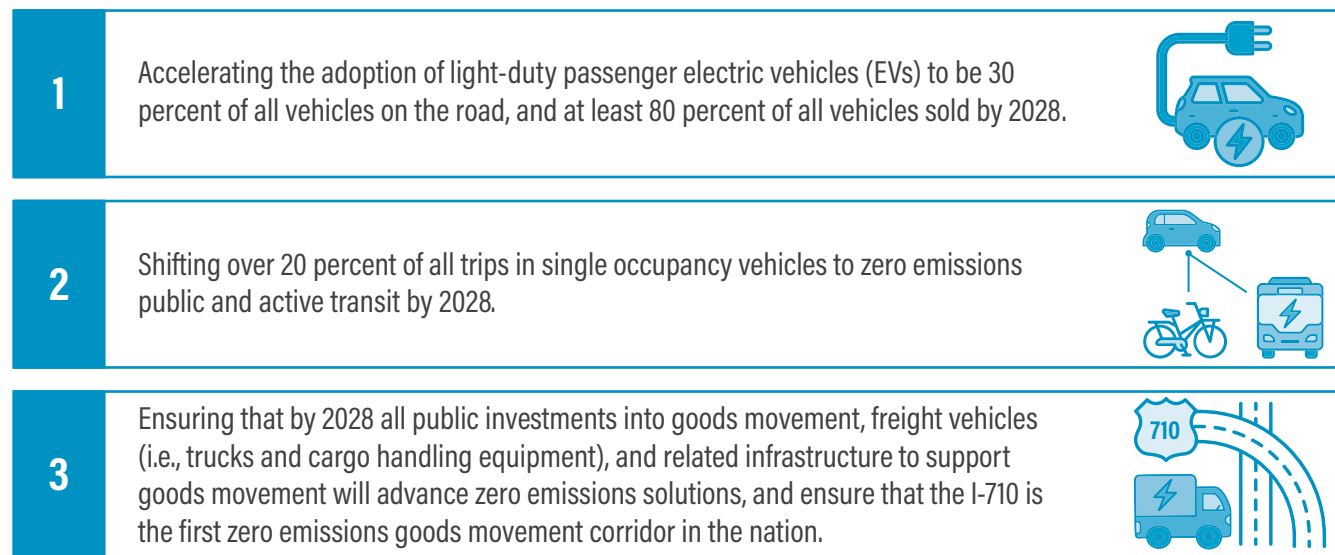 1
Accelerating the adoption of light-duty passenger electric vehicles (EVs) to be 30
percent of all vehicles on the road, and at least 80 percent of all vehicles sold by 2028.
2
Shifting over 20 percent of all trips in single occupancy vehicles to zero emissions
public and active transit by 2028.
3
Ensuring that by 2028 all public investments into goods movement, freight vehicles
(i.e., trucks and cargo handling equipment), and related infrastructure to support
goods movement will advance zero emissions solutions, and ensure that the I-710 is
the first zero emissions goods movement corridor in the nation.
710